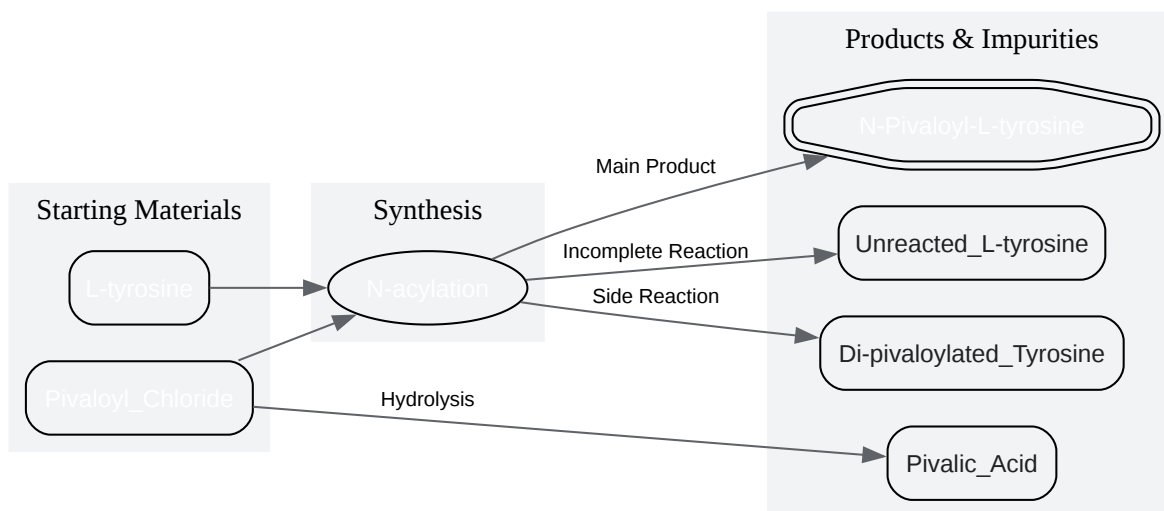 Products & Impurities
N-Pivaloyl-L-tyrosine
Main Product
Starting Materials
Synthesis
Unreacted_L-tyrosine
Incomplete Reaction
L-tyrosine
N-acylation
Side Reaction
Di-pivaloylated_Tyrosine
Pivaloyl_Chloride
Hydrolysis
Pivalic_Acid